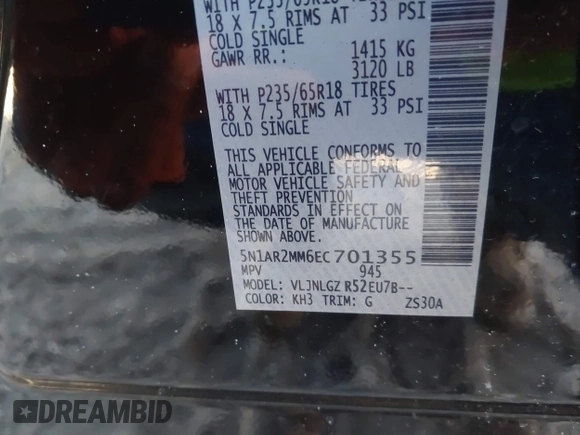 WITH P235/65R18
18 X 7.5 RIMS AT 33 PSI
COLD SINGLE
GAWR RR.: 1415 KG
3120 LB
WITH P235/65R18 TIRES
18 X 7.5 RIMS AT 33 PSI
COLD SINGLE
THIS VEHICLE CONFORMS TO
ALL APPLICABLE FEDERAL
MOTOR VEHICLE SAFETY AND
THEFT PREVENTION
STANDARDS IN EFFECT ON
THE DATE OF MANUFACTURE
SHOWN ABOVE.
5N1AR2MM6EC701355
MPV 945
MODEL: VLJNLGZ R52EU7B--
COLOR: KH3 TRIM: G ZS30A
DREAMBID